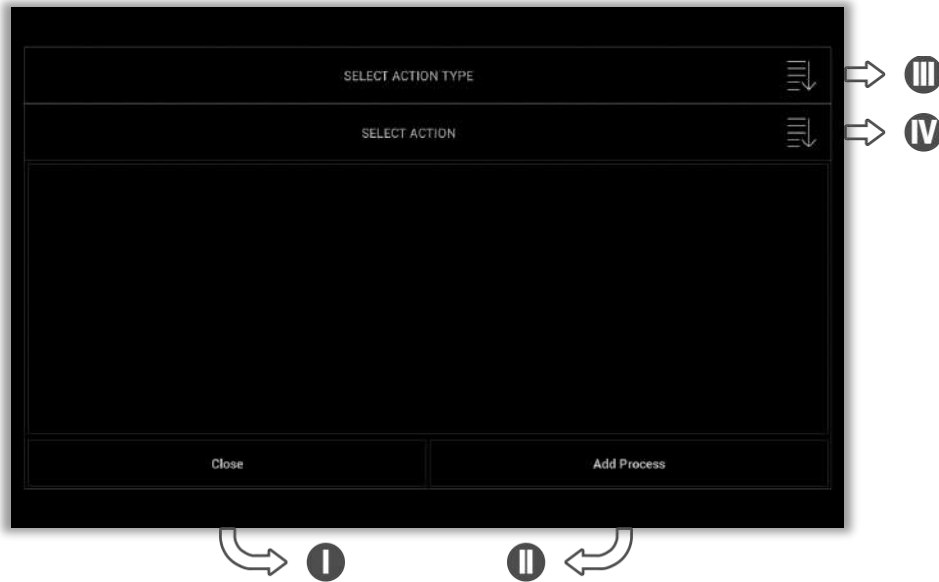 SELECT ACTION TYPE
III
SELECT ACTION
IV
Close
Add Process
I
II